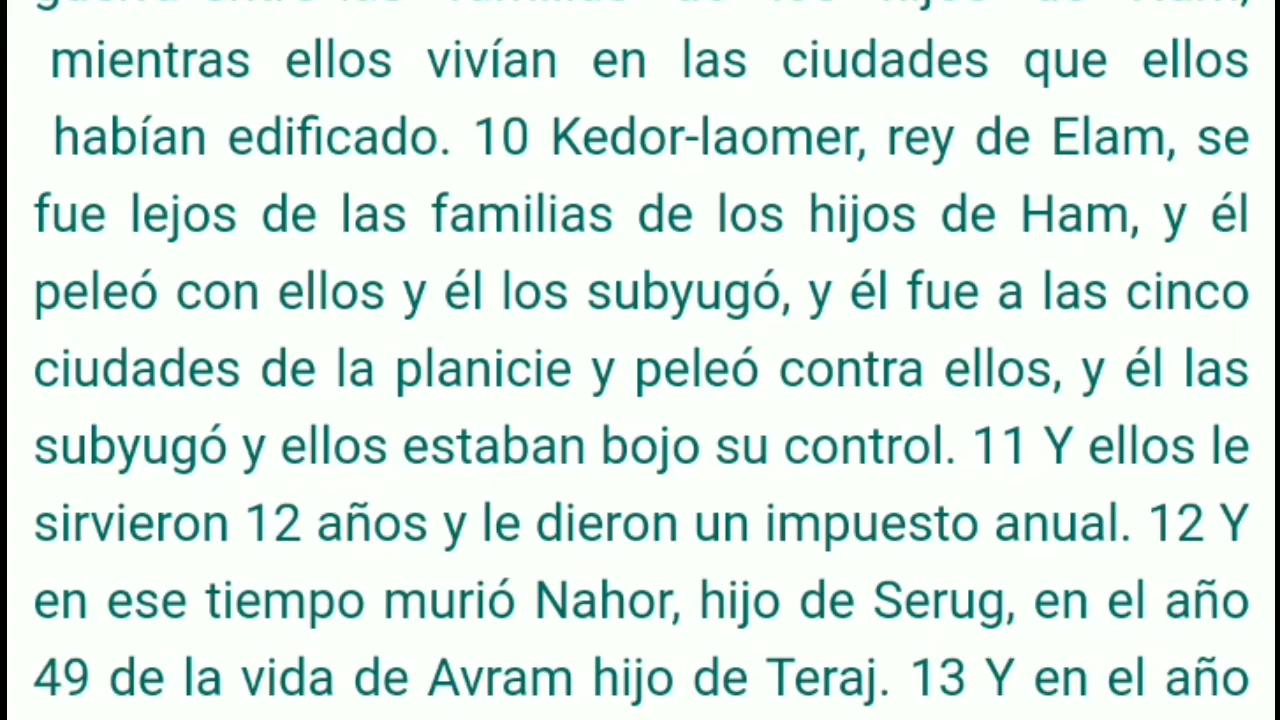 mientras ellos vivían en las ciudades que ellos
habían edificado. 10 Kedor-laomer, rey de Elam, se
fue lejos de las familias de los hijos de Ham, y él
peleó con ellos y él los subyugó, y él fue a las cinco
ciudades de la planicie y peleó contra ellos, y él las
subyugó y ellos estaban bojo su control. 11 Y ellos le
sirvieron 12 años y le dieron un impuesto anual. 12 Y
en ese tiempo murió Nahor, hijo de Serug, en el año
49 de la vida de Avram hijo de Teraj. 13 Y en el año